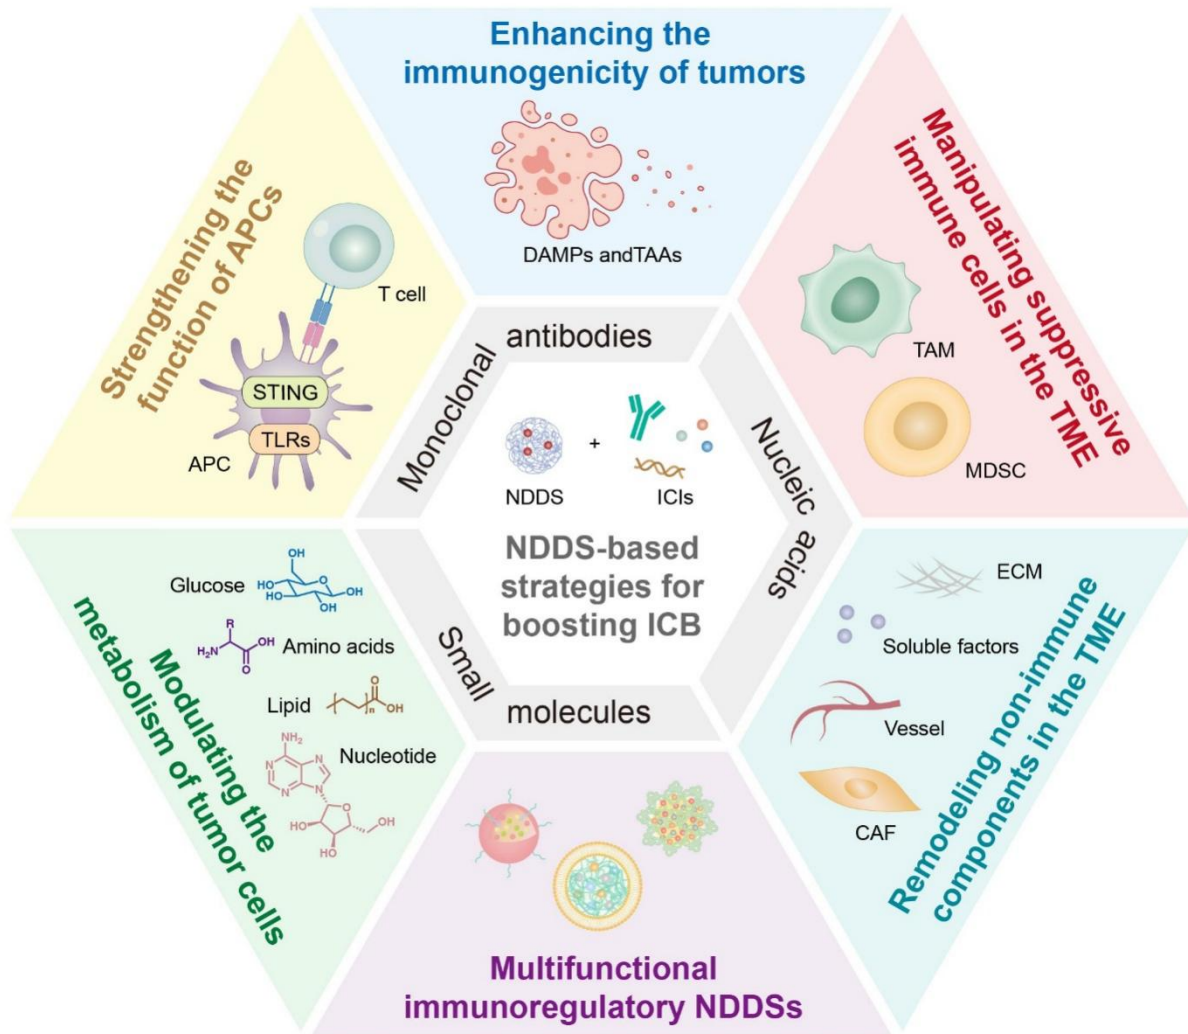 Enhancing the
immunogenicity of tumors
DAMPs andTAAs
Manipulating suppressive
immune cells in the TME
TAM
MDSC
Strengthening the
function of APCs
T cell
STING
TLRs
APC
Monoclonal antibodies
Nucleic acids
Small molecules
NDDS
+
ICIs
NDDS-based
strategies for
boosting ICB
Glucose
OH
HO
O
HO
OH
OH
OH
Amino acids
R
H₂N
OH
O
Lipid
O
n
OH
Nucleotide
NH₂
N
N
N
N
O
HO
OH
HO
Modulating the
metabolism of tumor cells
ECM
Soluble factors
Vessel
CAF
Remodeling non-immune
components in the TME
Multifunctional
immunoregulatory NDDSs